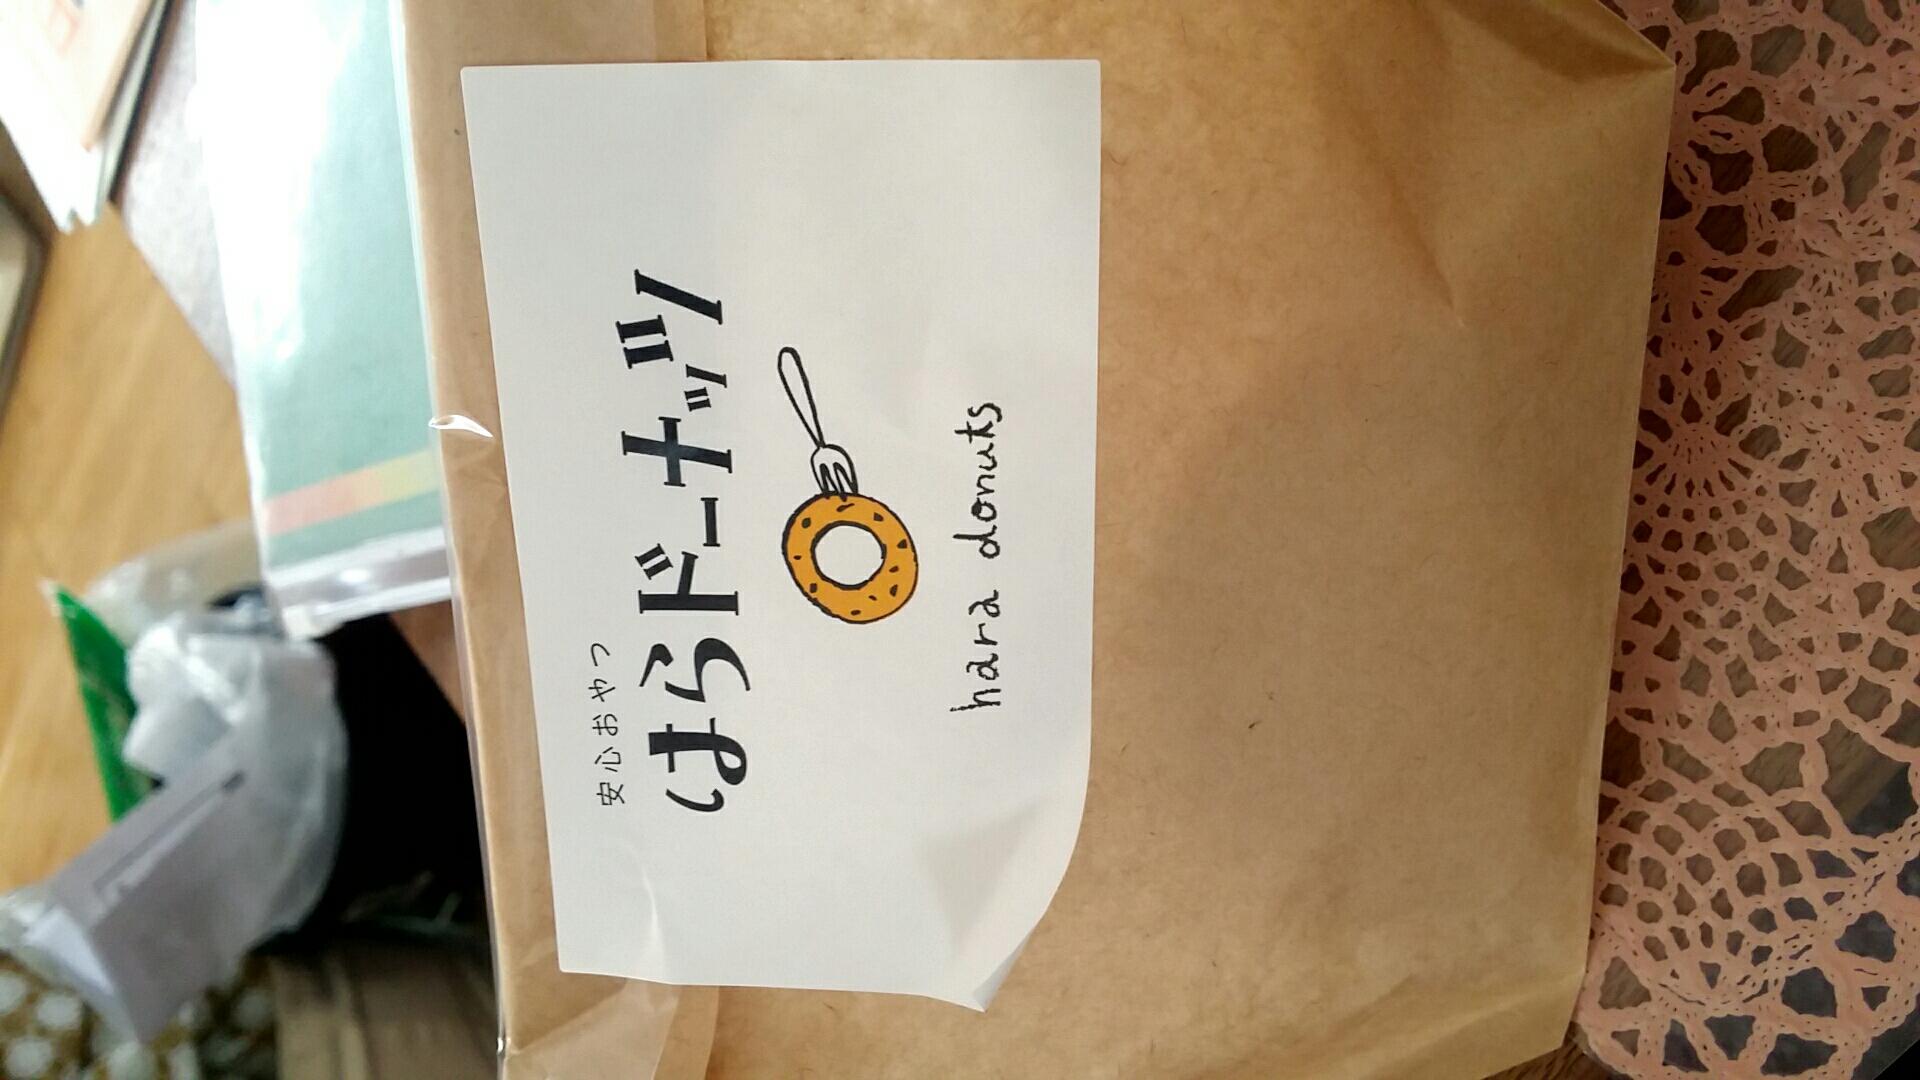 安心おやつ
はらドーナッツ
hara donuts